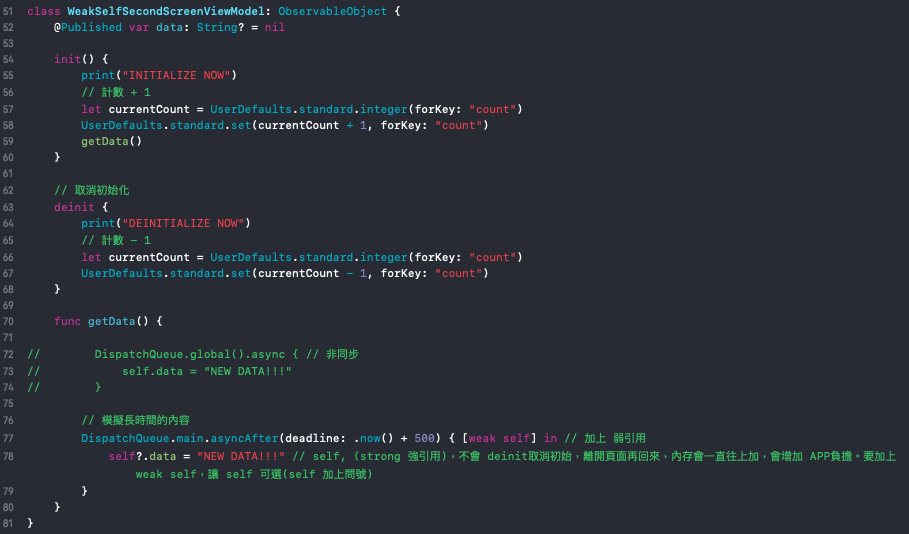 51 class WeakSelfSecondScreenViewModel: ObservableObject {
52     @Published var data: String? = nil
53
54     init() {
55         print("INITIALIZE NOW")
56         // 計數 + 1
57         let currentCount = UserDefaults.standard.integer(forKey: "count")
58         UserDefaults.standard.set(currentCount + 1, forKey: "count")
59         getData()
60     }
61
62     // 取消初始化
63     deinit {
64         print("DEINITIALIZE NOW")
65         // 計數 - 1
66         let currentCount = UserDefaults.standard.integer(forKey: "count")
67         UserDefaults.standard.set(currentCount - 1, forKey: "count")
68     }
69
70     func getData() {
71
72 //        DispatchQueue.global().async { // 非同步
73 //            self.data = "NEW DATA!!!"
74 //        }
75
76         // 模擬長時間的內容
77         DispatchQueue.main.asyncAfter(deadline: .now() + 500) { [weak self] in // 加上 弱引用
78             self?.data = "NEW DATA!!!" // self, (strong 強引用)，不會 deinit取消初始，離開頁面再回來，內存會一直往上加，會增加 APP負擔。要加上
                weak self，讓 self 可選(self 加上問號)
79         }
80     }
81 }